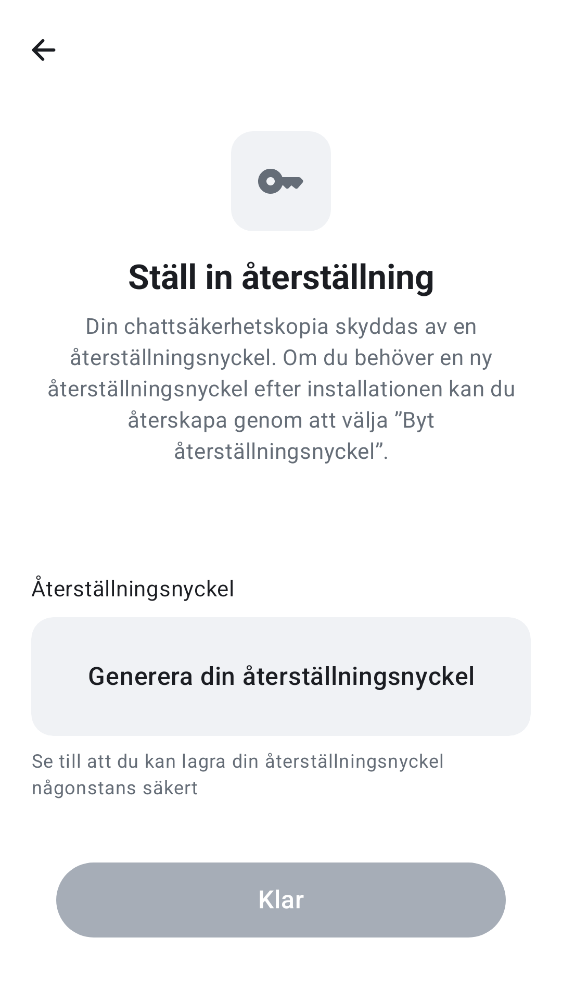 Ställ in återställning
Din chattsäkerhetskopia skyddas av en
återställningsnyckel. Om du behöver en ny
återställningsnyckel efter installationen kan du
återskapa genom att välja ”Byt
återställningsnyckel”.
Återställningsnyckel
Generera din återställningsnyckel
Se till att du kan lagra din återställningsnyckel
någonstans säkert
Klar